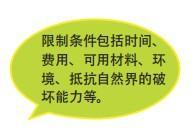 限制条件包括时间、
费用、可用材料、环
境、抵抗自然界的破
坏能力等。